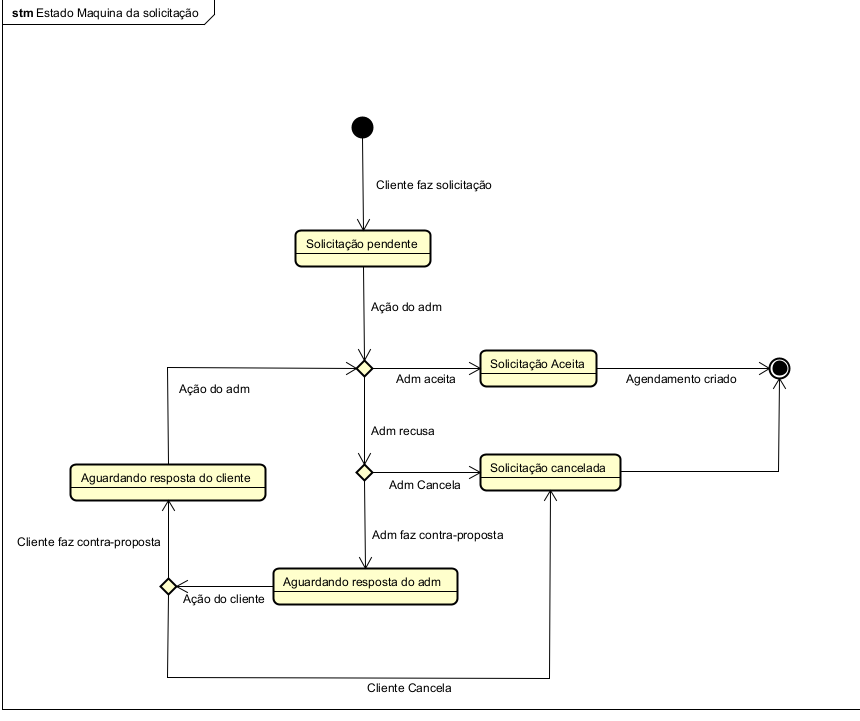 stm Estado Maquina da solicitação
Cliente faz solicitação
Solicitação pendente
Ação do adm
Adm aceita
Solicitação Aceita
Agendamento criado
Ação do adm
Adm recusa
Adm Cancela
Solicitação cancelada
Aguardando resposta do cliente
Cliente faz contra-proposta
Adm faz contra-proposta
Aguardando resposta do adm
Ação do cliente
Cliente Cancela